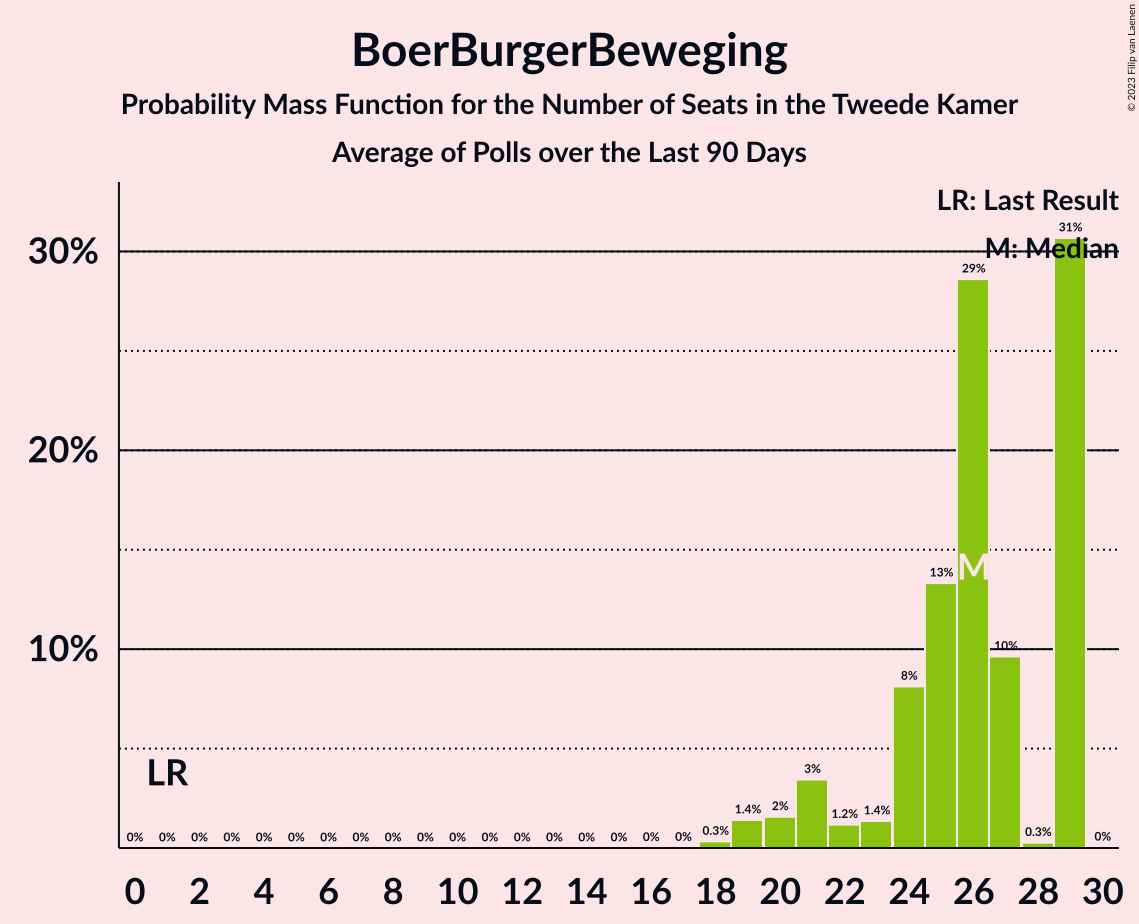 BoerBurgerBeweging
Probability Mass Function for the Number of Seats in the Tweede Kamer
Average of Polls over the Last 90 Days
© 2023 Filip van Laenen
LR: Last Result
M: Median
30%
20%
10%
31%
29%
13%
10%
8%
3%
1.4% 2% 1.2% 1.4%
LR
M
0% 0% 0% 0% 0% 0% 0% 0% 0% 0% 0% 0% 0% 0% 0% 0% 0% 0% 0.3% 0.3% 0%
0 2 4 6 8 10 12 14 16 18 20 22 24 26 28 30